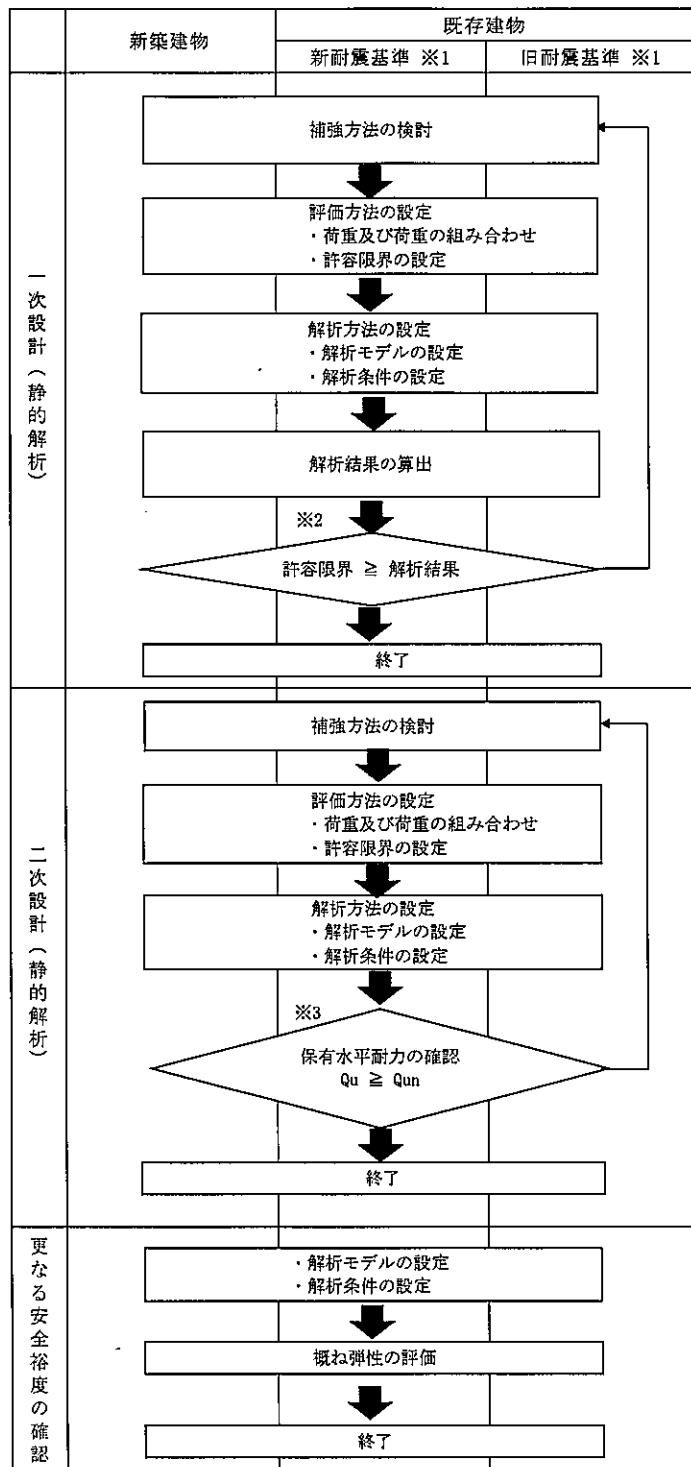 新築建物
既存建物
新耐震基準 ※1
旧耐震基準 ※1
一次設計（静的解析）
補強方法の検討
評価方法の設定
・荷重及び荷重の組み合わせ
・許容限界の設定
解析方法の設定
・解析モデルの設定
・解析条件の設定
解析結果の算出
※2
許容限界 ≧ 解析結果
終了
二次設計（静的解析）
補強方法の検討
評価方法の設定
・荷重及び荷重の組み合わせ
・許容限界の設定
解析方法の設定
・解析モデルの設定
・解析条件の設定
※3
保有水平耐力の確認
Qu ≧ Qun
終了
更なる安全裕度の確認
・解析モデルの設定
・解析条件の設定
概ね弾性の評価
終了